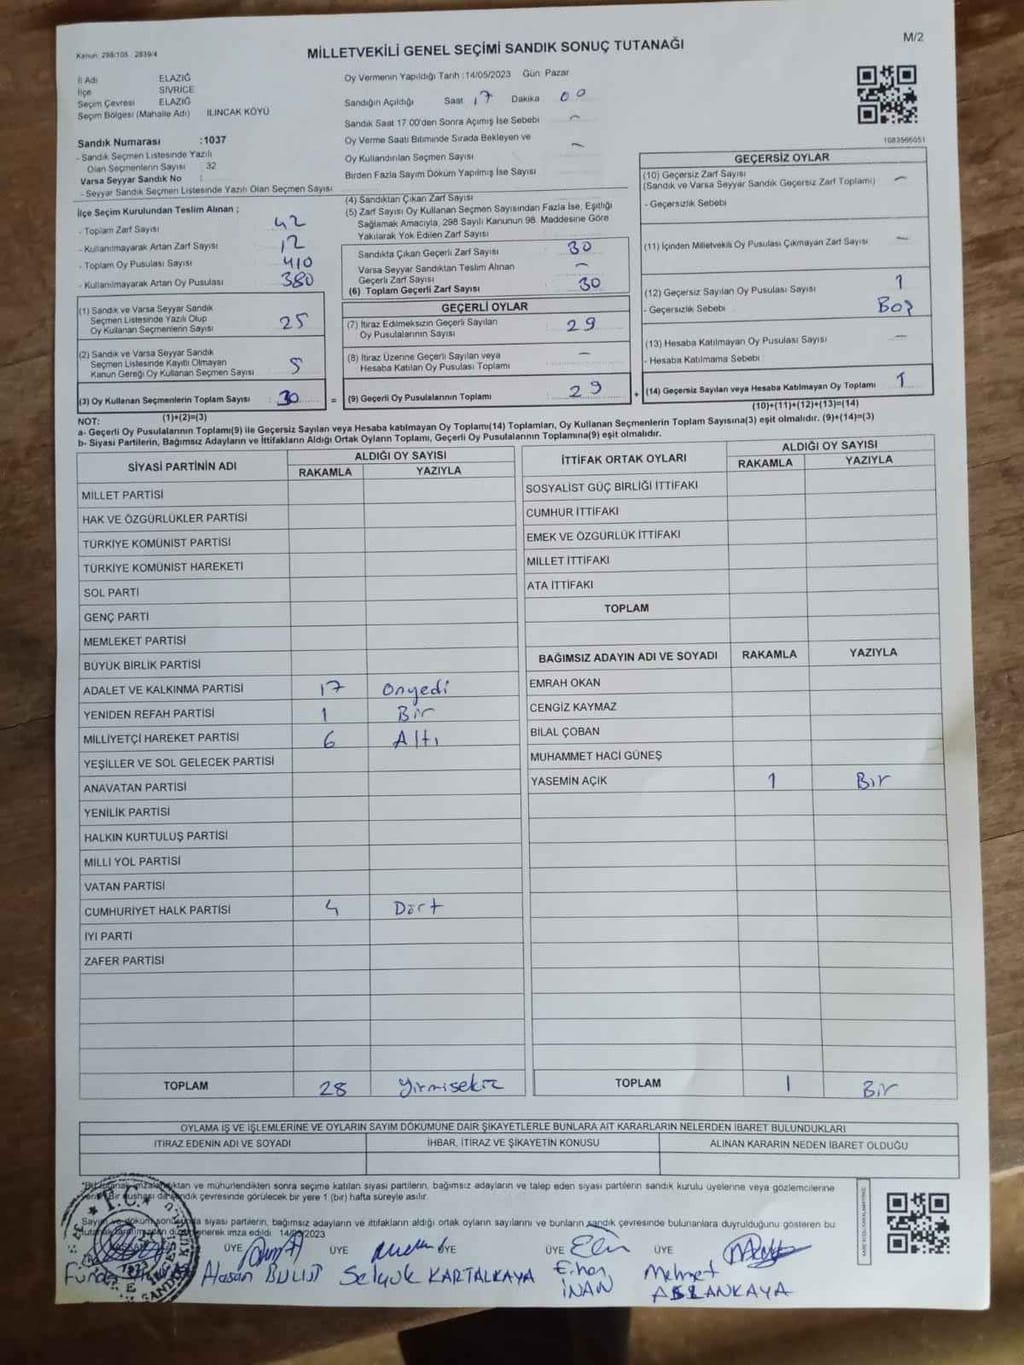 Kanun: 298/105 : 2839/4
MİLLETVEKİLİ GENEL SEÇİMİ SANDIK SONUÇ TUTANAĞI
M/2
İl Adı ELAZIĞ
İlçe SİVRİCE
Seçim Çevresi ELAZIĞ
Seçim Bölgesi (Mahalle Adı) ILINCAK KÖYÜ
Sandık Numarası :1037
- Sandık Seçmen Listesinde Yazılı
Olan Seçmenlerin Sayısı 32
Varsa Seyyar Sandık No :
- Seyyar Sandık Seçmen Listesinde Yazılı Olan Seçmen Sayısı
Oy Vermenin Yapıldığı Tarih :14/05/2023 Gün Pazar
Sandığın Açıldığı Saat 17 Dakika 00
Sandık Saat 17:00'den Sonra Açılmış İse Sebebi
Oy Verme Saati Bitiminde Sırada Bekleyen ve
Oy Kullandırılan Seçmen Sayısı
Birden Fazla Sayım Döküm Yapılmış İse Sayısı
1083566051
İlçe Seçim Kurulundan Teslim Alınan ;
- Toplam Zarf Sayısı 42
- Kullanılmayarak Artan Zarf Sayısı 12
- Toplam Oy Pusulası Sayısı 410
- Kullanılmayarak Artan Oy Pusulası 380
(4) Sandıktan Çıkan Zarf Sayısı
(5) Zarf Sayısı Oy Kullanan Seçmen Sayısından Fazla İse, Eşitliği
Sağlamak Amacıyla, 298 Sayılı Kanunun 98. Maddesine Göre
Yakılarak Yok Edilen Zarf Sayısı
Sandıkta Çıkan Geçerli Zarf Sayısı 30
Varsa Seyyar Sandıktan Teslim Alınan
Geçerli Zarf Sayısı
(6) Toplam Geçerli Zarf Sayısı 30
GEÇERSİZ OYLAR
(10) Geçersiz Zarf Sayısı
(Sandık ve Varsa Seyyar Sandık Geçersiz Zarf Toplamı)
- Geçersizlik Sebebi
(11) İçinden Milletvekili Oy Pusulası Çıkmayan Zarf Sayısı
(12) Geçersiz Sayılan Oy Pusulası Sayısı 1
- Geçersizlik Sebebi Boş
(13) Hesaba Katılmayan Oy Pusulası Sayısı
- Hesaba Katılmama Sebebi
(14) Geçersiz Sayılan veya Hesaba Katılmayan Oy Toplamı 1
(10)+(11)+(12)+(13)=(14)
(1) Sandık ve Varsa Seyyar Sandık
Seçmen Listesinde Yazılı Olup
Oy Kullanan Seçmenlerin Sayısı 25
(2) Sandık ve Varsa Seyyar Sandık
Seçmen Listesinde Kayıtlı Olmayan
Kanun Gereği Oy Kullanan Seçmen Sayısı 5
(3) Oy Kullanan Seçmenlerin Toplam Sayısı 30 =
(1)+(2)=(3)
GEÇERLİ OYLAR
(7) İtiraz Edilmeksizin Geçerli Sayılan
Oy Pusulalarının Sayısı 29
(8) İtiraz Üzerine Geçerli Sayılan veya
Hesaba Katılan Oy Pusulası Toplamı
(9) Geçerli Oy Pusulalarının Toplamı 29 +
NOT:
a- Geçerli Oy Pusulalarının Toplamı(9) ile Geçersiz Sayılan veya Hesaba katılmayan Oy Toplamı(14) Toplamları, Oy Kullanan Seçmenlerin Toplam Sayısına(3) eşit olmalıdır. (9)+(14)=(3)
b- Siyasi Partilerin, Bağımsız Adayların ve İttifakların Aldığı Ortak Oyların Toplamı, Geçerli Oy Pusulalarının Toplamına(9) eşit olmalıdır.
SİYASİ PARTİNİN ADI ALDIĞI OY SAYISI
RAKAMLA YAZIYLA
MİLLET PARTİSİ
HAK VE ÖZGÜRLÜKLER PARTİSİ
TÜRKİYE KOMÜNİST PARTİSİ
TÜRKİYE KOMÜNİST HAREKETİ
SOL PARTİ
GENÇ PARTİ
MEMLEKET PARTİSİ
BÜYÜK BİRLİK PARTİSİ
ADALET VE KALKINMA PARTİSİ 17 Onyedi
YENİDEN REFAH PARTİSİ 1 Bir
MİLLİYETÇİ HAREKET PARTİSİ 6 Altı
YEŞİLLER VE SOL GELECEK PARTİSİ
ANAVATAN PARTİSİ
YENİLİK PARTİSİ
HALKIN KURTULUŞ PARTİSİ
MİLLİ YOL PARTİSİ
VATAN PARTİSİ
CUMHURİYET HALK PARTİSİ 4 Dört
İYİ PARTİ
ZAFER PARTİSİ
TOPLAM 28 Yirmisekiz
İTTİFAK ORTAK OYLARI ALDIĞI OY SAYISI
RAKAMLA YAZIYLA
SOSYALİST GÜÇ BİRLİĞİ İTTİFAKI
CUMHUR İTTİFAKI
EMEK VE ÖZGÜRLÜK İTTİFAKI
MİLLET İTTİFAKI
ATA İTTİFAKI
TOPLAM
BAĞIMSIZ ADAYIN ADI VE SOYADI RAKAMLA YAZIYLA
EMRAH OKAN
CENGİZ KAYMAZ
BİLAL ÇOBAN
MUHAMMET HACİ GÜNEŞ
YASEMİN AÇIK 1 Bir
TOPLAM 1 Bir
OYLAMA İŞ VE İŞLEMLERİNE VE OYLARIN SAYIM DÖKÜMÜNE DAİR ŞİKAYETLERLE BUNLARA AİT KARARLARIN NELERDEN İBARET BULUNDUKLARI
İTİRAZ EDENİN ADI VE SOYADI İHBAR, İTİRAZ VE ŞİKAYETİN KONUSU ALINAN KARARIN NEDEN İBARET OLDUĞU
ve mühürlendikten sonra seçime katılan siyasi partilerin, bağımsız adayların ve talep eden siyasi partilerin sandık kurulu üyelerine veya gözlemcilerine
sandık çevresinde görülecek bir yere 1 (bir) hafta süreyle asılır.
siyasi partilerin, bağımsız adayların ve ittifakların aldığı ortak oyların sayılarını ve bunların sandık çevresinde bulunanlara duyrulduğunu gösteren bu
imza edildi.
ÜYE ÜYE ÜYE ÜYE ÜYE
Hasan BULUT Selçuk KARTALKAYA İNAN Mehmet ASLANKAYA
T.C.